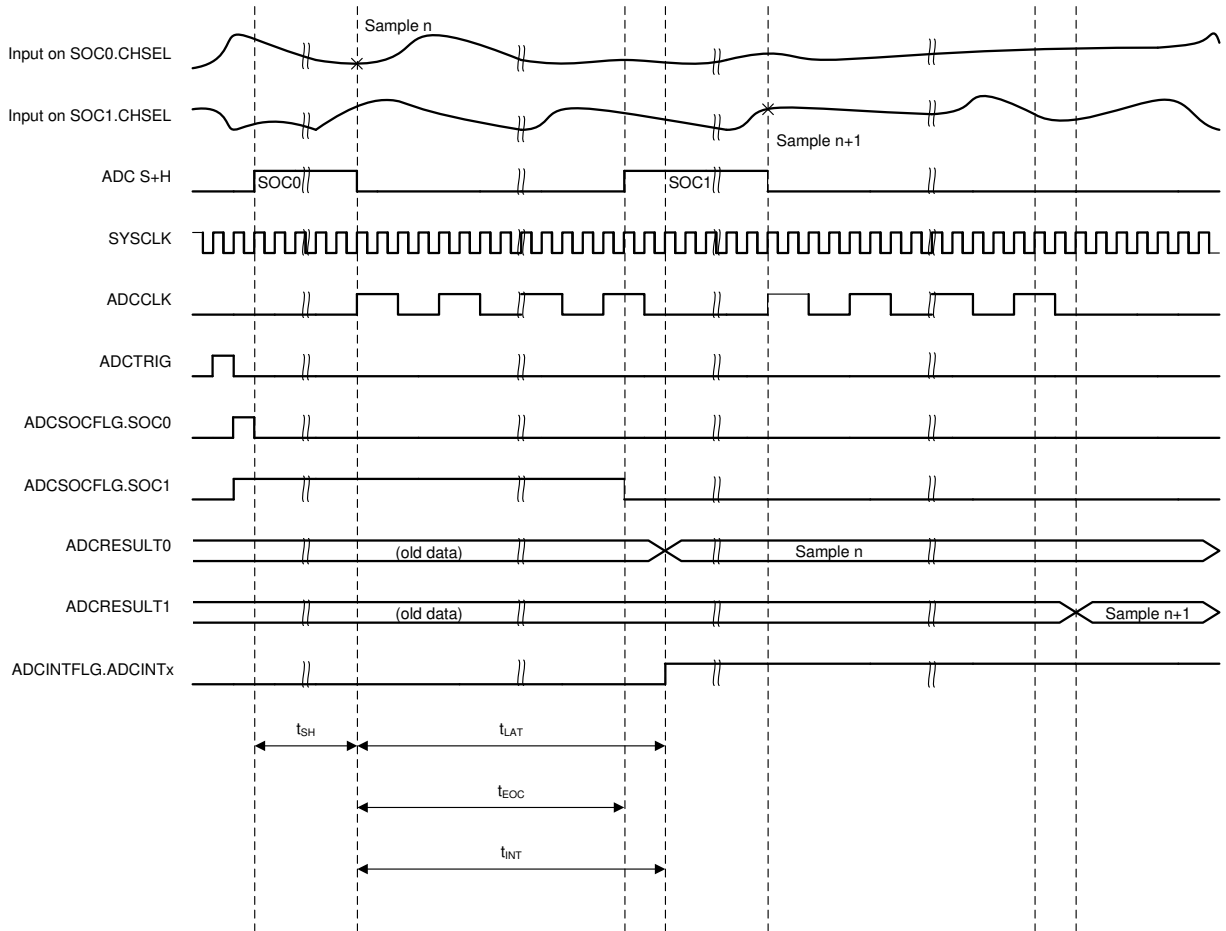 Sample n
Input on SOC0.CHSEL
Input on SOC1.CHSEL
Sample n+1
ADC S+H
SOC0
SOC1
SYSCLK
ADCCLK
ADCTRIG
ADCSOCFLG.SOC0
ADCSOCFLG.SOC1
ADCRESULT0
(old data)
Sample n
ADCRESULT1
(old data)
Sample n+1
ADCINTFLG.ADCINTx
tSH
tLAT
tEOC
tINT